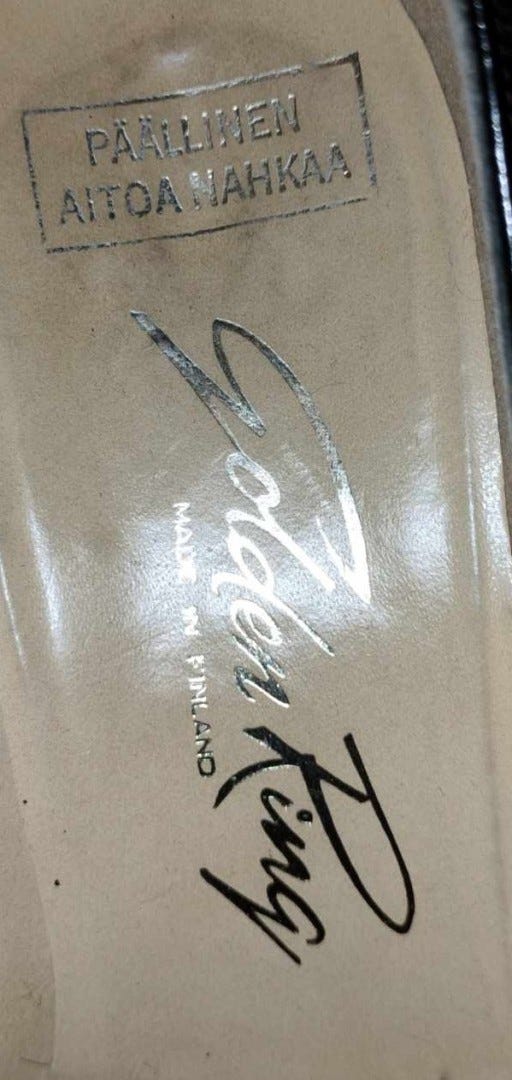 PÄÄLLINEN
AITOA NAHKAA
Golden Ring
MADE IN FINLAND